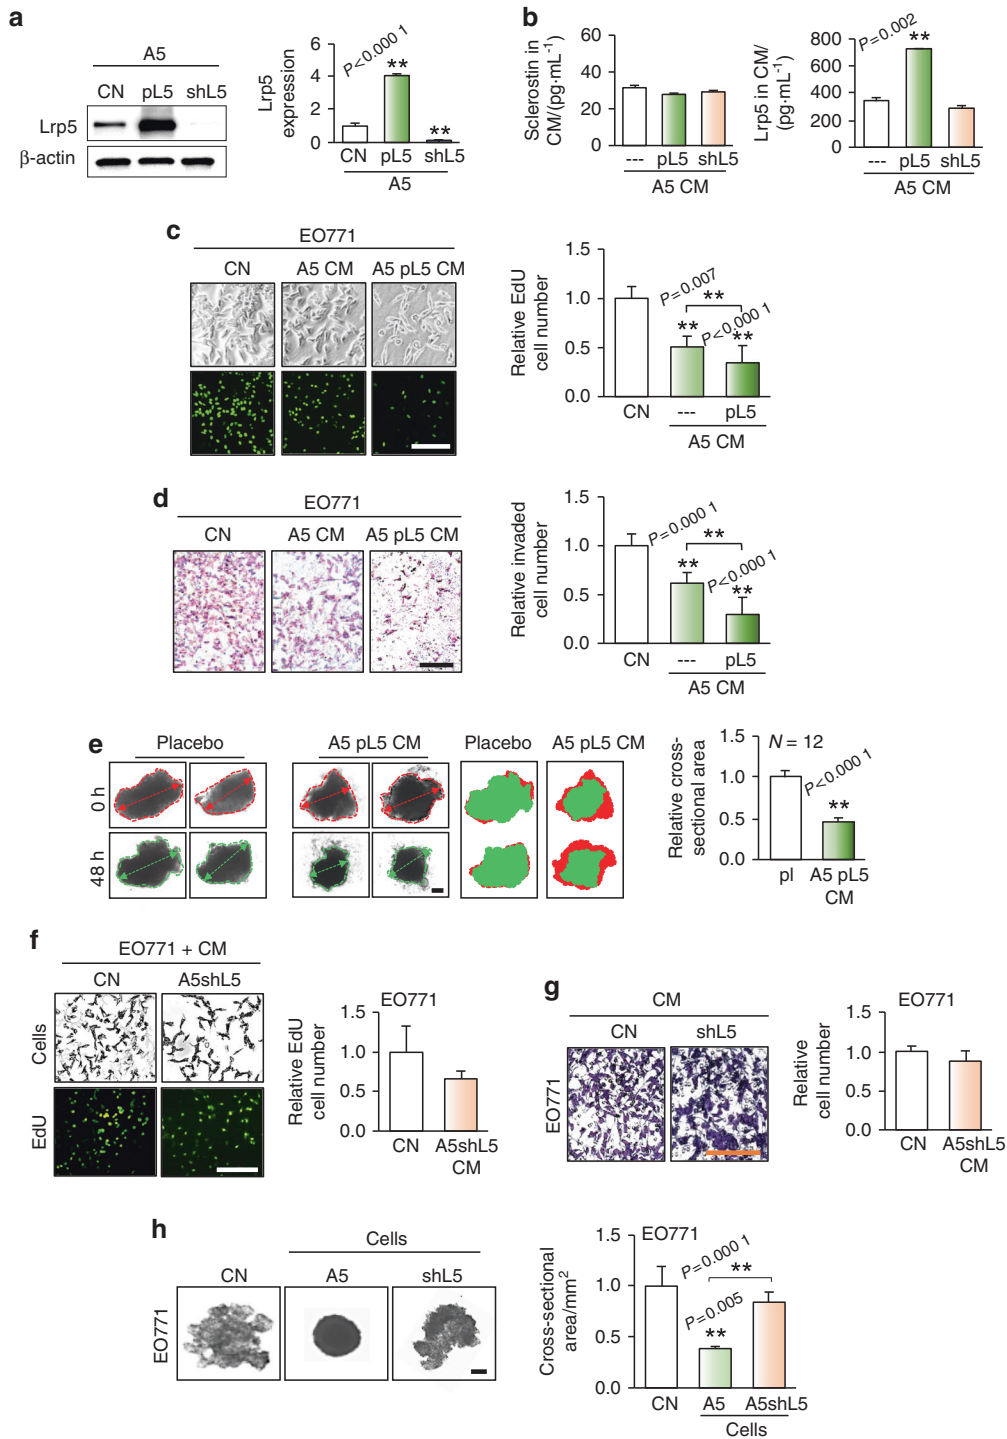 a
A5
CN pL5 shL5
Lrp5
β-actin
Lrp5
expression
6
4
2
0
P<0.000 1
**
**
CN pL5 shL5
A5
b
Sclerostin in
CM/(pg·mL⁻¹)
60
40
20
0
--- pL5 shL5
A5 CM
Lrp5 in CM/
(pg·mL⁻¹)
800
600
400
200
0
P=0.002
**
--- pL5 shL5
A5 CM
c
EO771
CN A5 CM A5 pL5 CM
Relative EdU
cell number
1.5
1.0
0.5
0.0
P=0.007
**
P<0.000 1
**
**
CN --- pL5
A5 CM
d
EO771
CN A5 CM A5 pL5 CM
Relative invaded
cell number
1.5
1.0
0.5
0.0
P=0.000 1
**
P<0.000 1
**
**
CN --- pL5
A5 CM
e
Placebo A5 pL5 CM Placebo A5 pL5 CM
0 h
48 h
Relative cross-
sectional area
1.5
1.0
0.5
0.0
N = 12
P<0.000 1
**
pl A5 pL5
CM
f
EO771 + CM
CN A5shL5
Cells
EdU
Relative EdU
cell number
1.5
1.0
0.5
0.0
EO771
CN A5shL5
CM
g
CM
CN shL5
EO771
Relative
cell number
1.5
1.0
0.5
0.0
EO771
CN A5shL5
CM
h
Cells
CN A5 shL5
EO771
Cross-sectional
area/mm²
1.5
1.0
0.5
0.0
EO771
P=0.000 1
**
P=0.005
**
CN A5 A5shL5
Cells